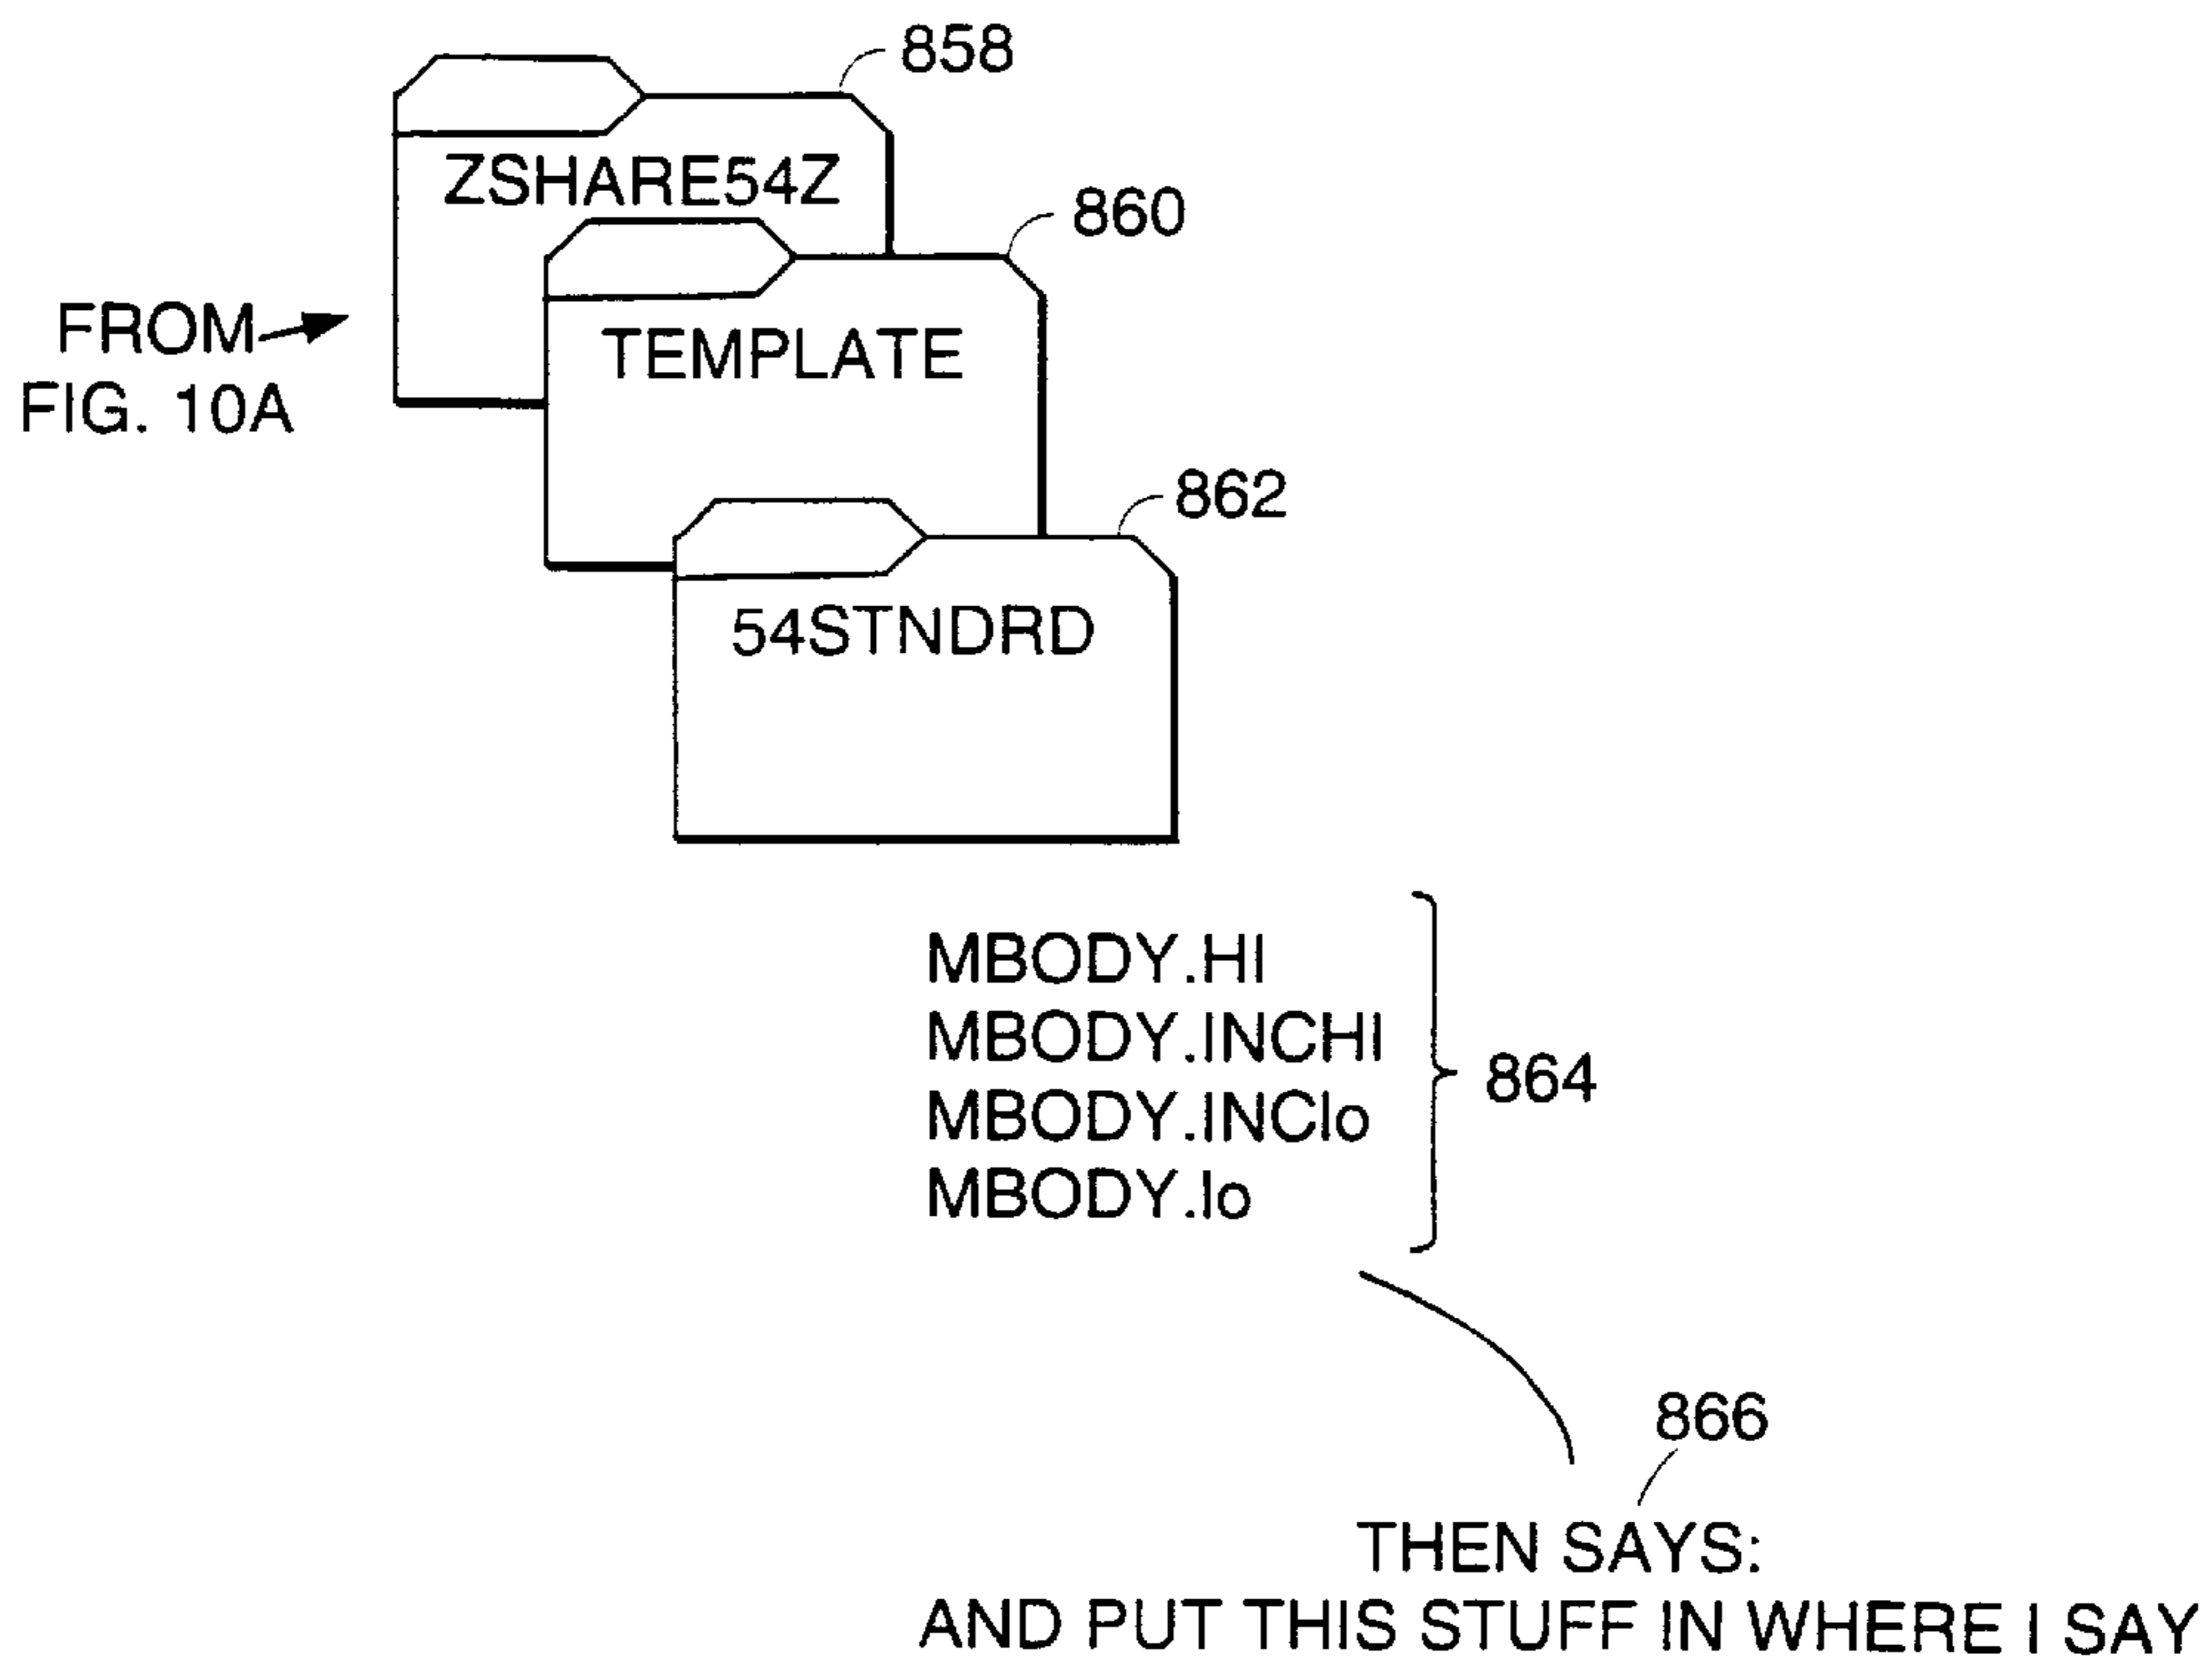 858
ZSHARE54Z
860
FROM
FIG. 10A
TEMPLATE
862
54STNDRD
MBODY.HI
MBODY.INCHI
MBODY.INClo
MBODY.lo
864
866
THEN SAYS:
AND PUT THIS STUFF IN WHERE I SAY